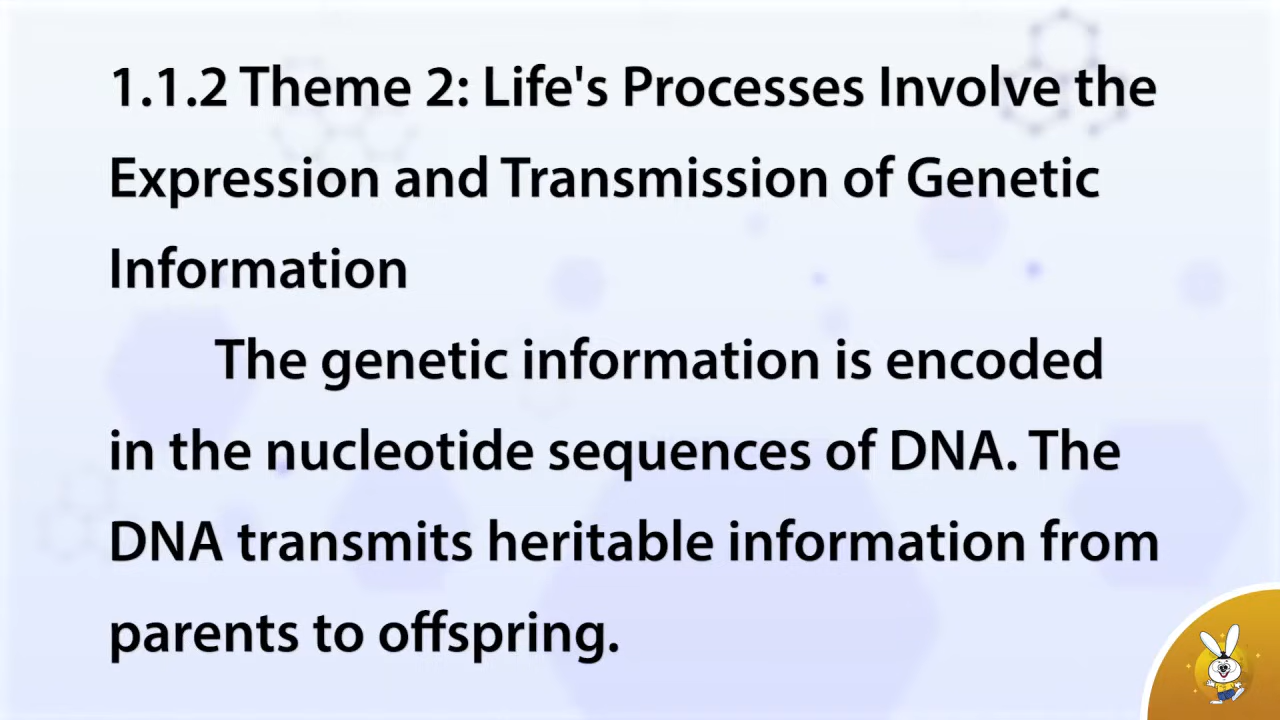 1.1.2 Theme 2: Life's Processes Involve the
Expression and Transmission of Genetic
Information
The genetic information is encoded
in the nucleotide sequences of DNA. The
DNA transmits heritable information from
parents to offspring.